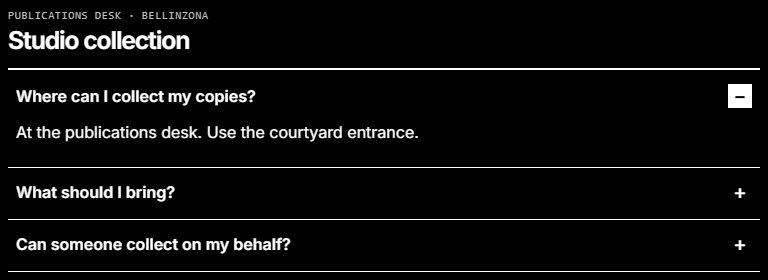 PUBLICATIONS DESK · BELLINZONA
Studio collection
Where can I collect my copies? −
At the publications desk. Use the courtyard entrance.
What should I bring? +
Can someone collect on my behalf? +